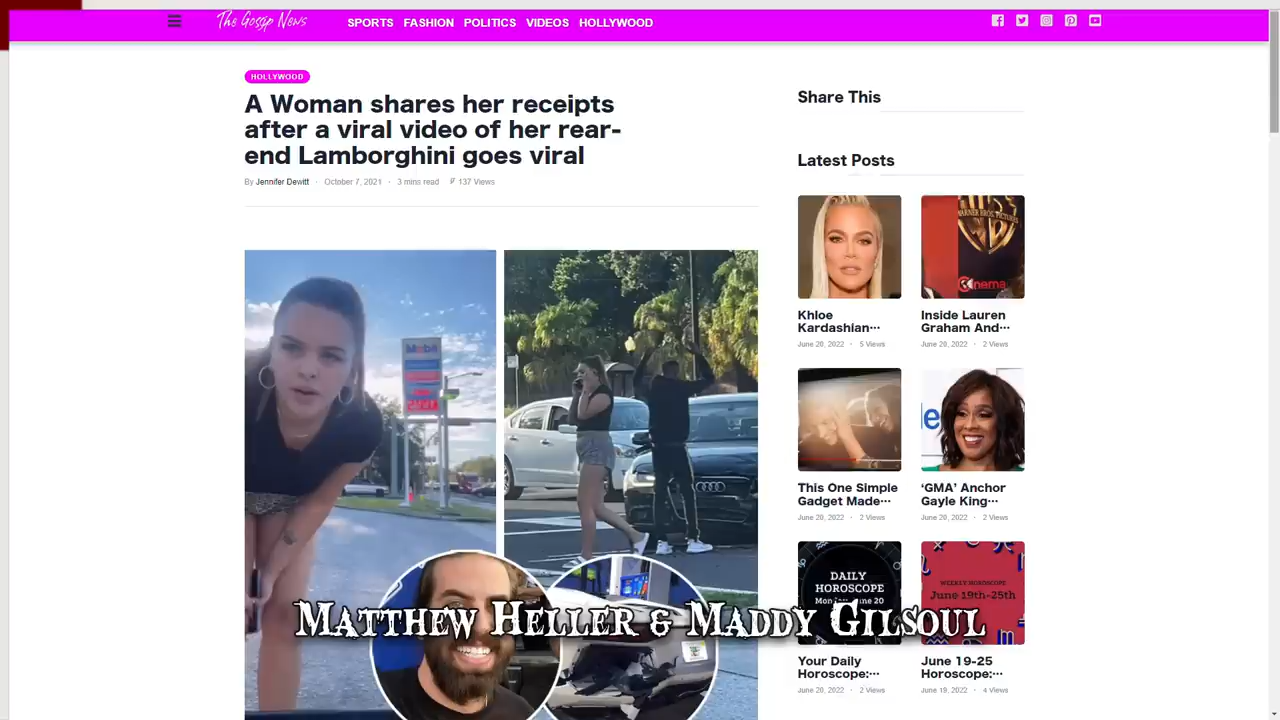 The Gossip News
SPORTS FASHION POLITICS VIDEOS HOLLYWOOD
HOLLYWOOD
A Woman shares her receipts
after a viral video of her rear-
end Lamborghini goes viral
By Jennifer Dewitt · October 7, 2021 · 3 mins read 137 Views
Share This
Latest Posts
WARNER BROS. PICTURES
WB
Cinema
Khloe
Kardashian···
June 20, 2022 · 5 Views
Inside Lauren
Graham And···
June 20, 2022 · 2 Views
Mobil
This One Simple
Gadget Made···
June 20, 2022 · 2 Views
'GMA' Anchor
Gayle King···
June 20, 2022 · 2 Views
DAILY
HOROSCOPE
WEEKLY HOROSCOPE
June 19th-25th
MATTHEW HELLER & MADDY GILSOUL
Your Daily
Horoscope:···
June 20, 2022 · 2 Views
June 19-25
Horoscope:···
June 19, 2022 · 4 Views